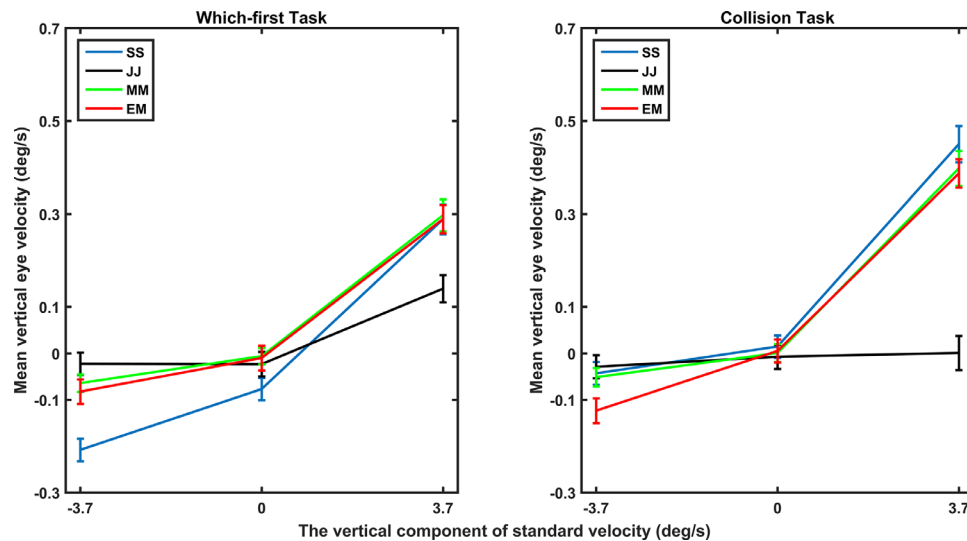 Which-first Task
Mean vertical eye velocity (deg/s)
0.7
0.5
0.3
0.1
0
-0.1
-0.3
SS
JJ
MM
EM
-3.7
0
3.7
Collision Task
Mean vertical eye velocity (deg/s)
0.7
0.5
0.3
0.1
0
-0.1
-0.3
SS
JJ
MM
EM
-3.7
0
3.7
The vertical component of standard velocity (deg/s)